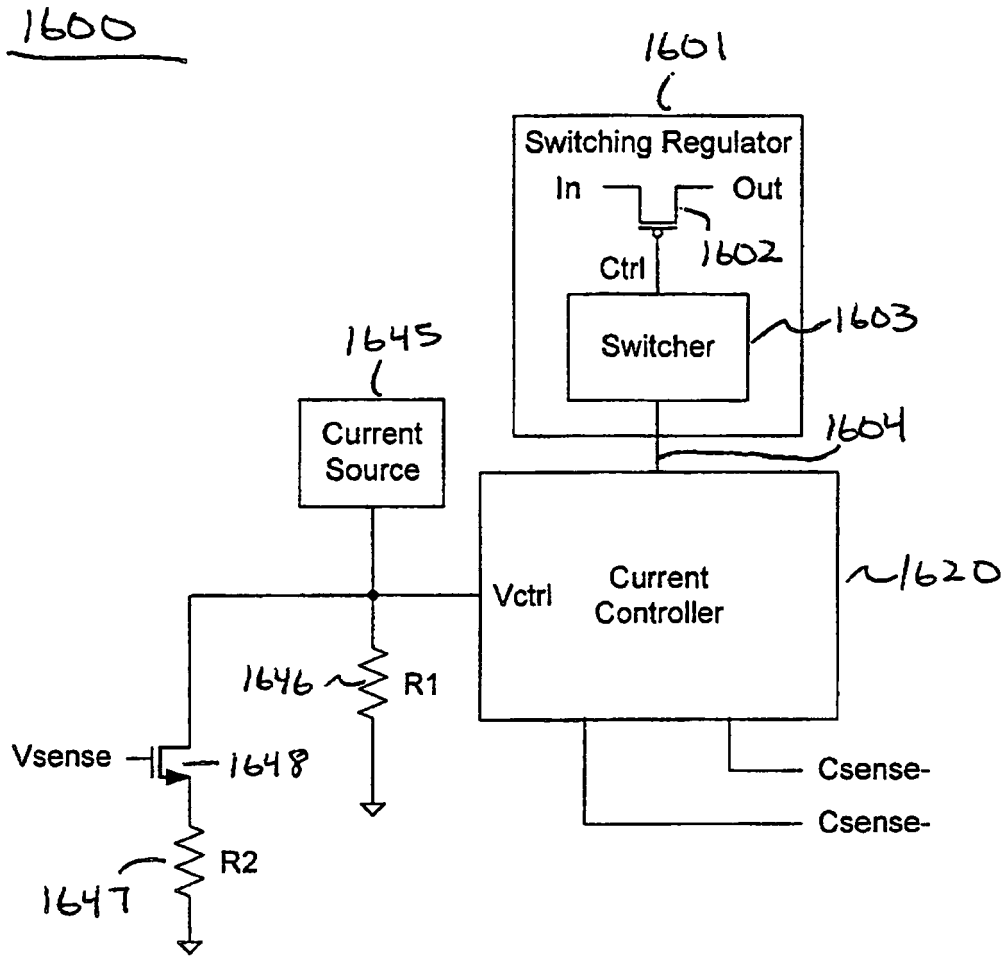 1600
1601
Switching Regulator
In Out
1602
Ctrl
Switcher
1603
1645
Current
Source
1604
Vctrl
Current
Controller
1620
1646
R1
Vsense
1648
Csense-
Csense-
R2
1647